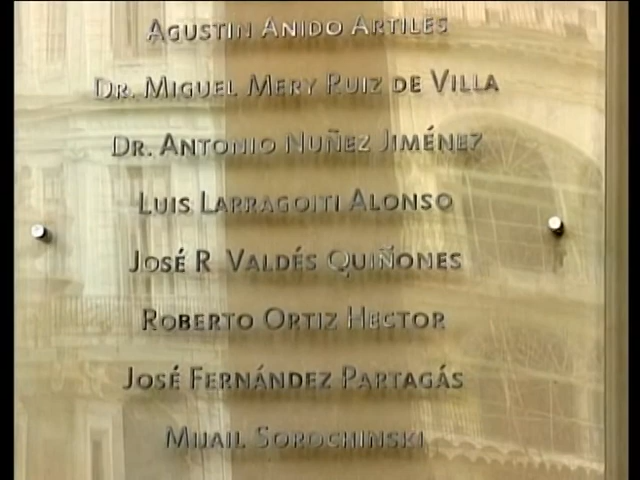 AGUSTIN ANIDO ARTILES
DR. MIGUEL MERY RUIZ DE VILLA
DR. ANTONIO NUÑEZ JIMÉNEZ
LUIS LARRAGOITI ALONSO
JOSÉ R VALDÉS QUIÑONES
ROBERTO ORTIZ HECTOR
JOSÉ FERNÁNDEZ PARTAGÁS
MIJAIL SOROCHINSKI